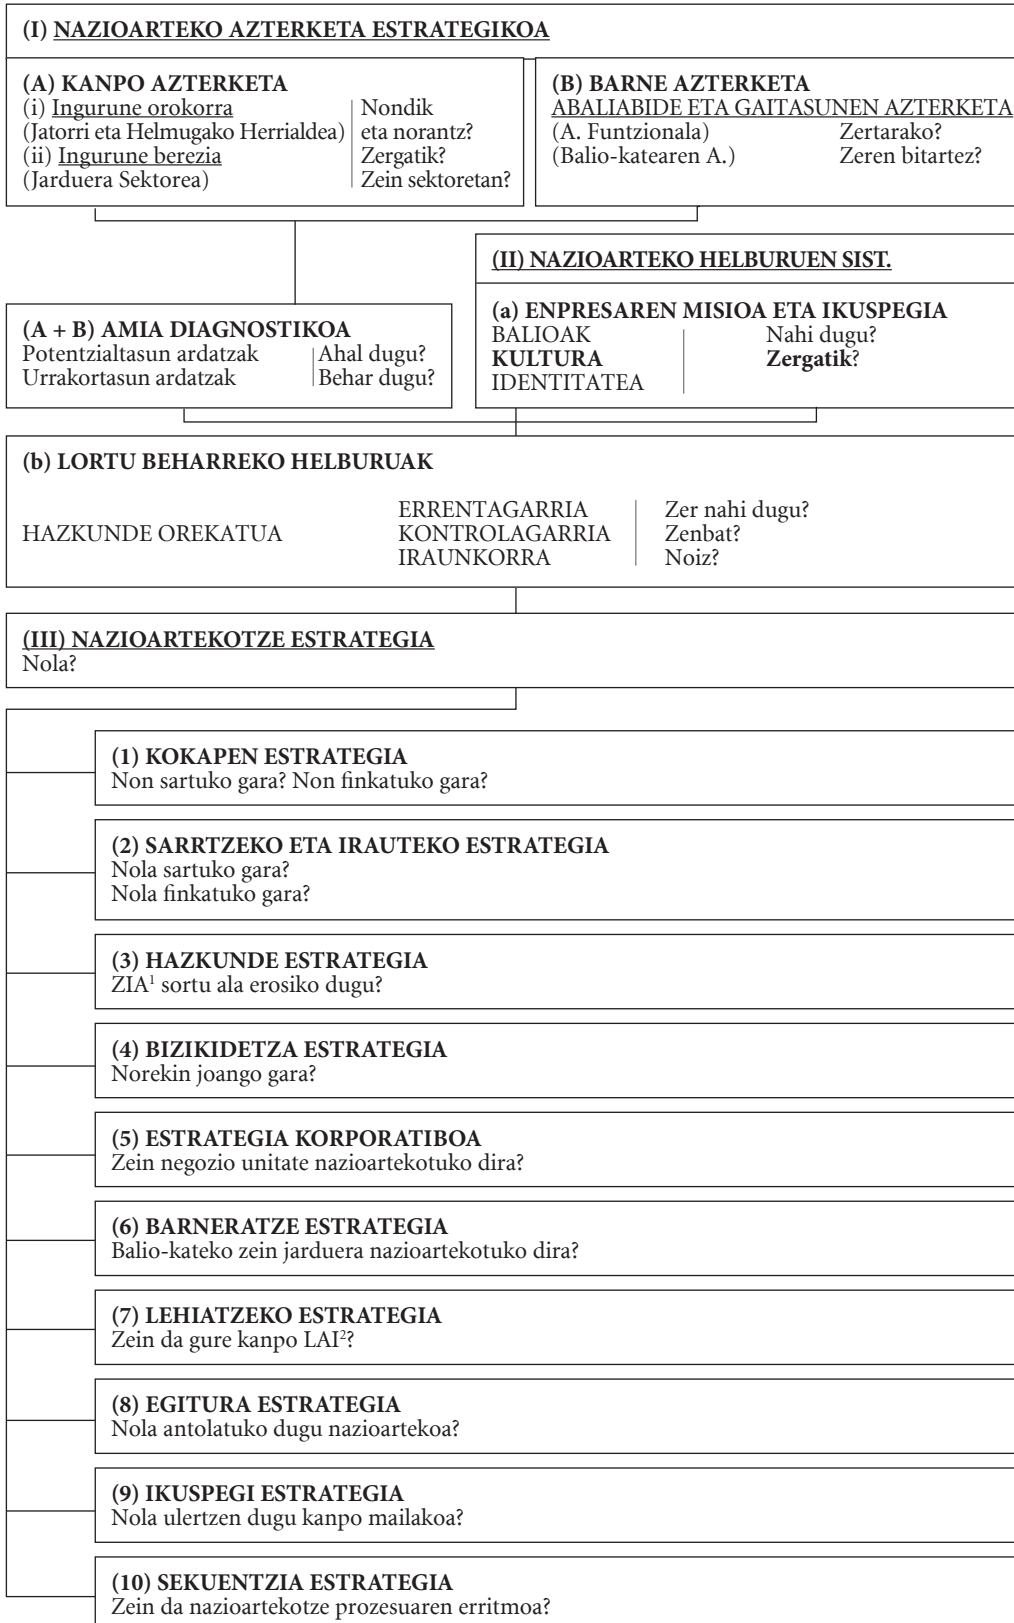 (I) NAZIOARTEKO AZTERKETA ESTRATEGIKOA
(A) KANPO AZTERKETA
(i) Ingurune orokorra
Nondik
(Jatorri eta Helmugako Herrialdea)
eta norantz?
(ii) Ingurune berezia
Zergatik?
(Jarduera Sektorea)
Zein sektoretan?
(B) BARNE AZTERKETA
ABALIABIDE ETA GAITASUNEN AZTERKETA
(A. Funtzionala)
Zertarako?
(Balio-katearen A.)
Zeren bitartez?
(II) NAZIOARTEKO HELBURUEN SIST.
(A + B) AMIA DIAGNOSTIKOA
Potentzialtasun ardatzak
Ahal dugu?
Urrakortasun ardatzak
Behar dugu?
(a) ENPRESAREN MISIOA ETA IKUSPEGIA
BALIOAK
Nahi dugu?
KULTURA
Zergatik?
IDENTITATEA
(b) LORTU BEHARREKO HELBURUAK
HAZKUNDE OREKATUA
ERRENTAGARRIA
KONTROLAGARRIA
IRAUNKORRA
Zer nahi dugu?
Zenbat?
Noiz?
(III) NAZIOARTEKOTZE ESTRATEGIA
Nola?
(1) KOKAPEN ESTRATEGIA
Non sartuko gara? Non finkatuko gara?
(2) SARRTZEKO ETA IRAUTEKO ESTRATEGIA
Nola sartuko gara?
Nola finkatuko gara?
(3) HAZKUNDE ESTRATEGIA
ZIA¹ sortu ala erosiko dugu?
(4) BIZIKIDETZA ESTRATEGIA
Norekin joango gara?
(5) ESTRATEGIA KORPORATIBOA
Zein negozio unitate nazioartekotuko dira?
(6) BARNERATZE ESTRATEGIA
Balio-kateko zein jarduera nazioartekotuko dira?
(7) LEHIATZEKO ESTRATEGIA
Zein da gure kanpo LAI²?
(8) EGITURA ESTRATEGIA
Nola antolatuko dugu nazioartekoa?
(9) IKUSPEGI ESTRATEGIA
Nola ulertzen dugu kanpo mailakoa?
(10) SEKUENTZIA ESTRATEGIA
Zein da nazioartekotze prozesuaren erritmoa?